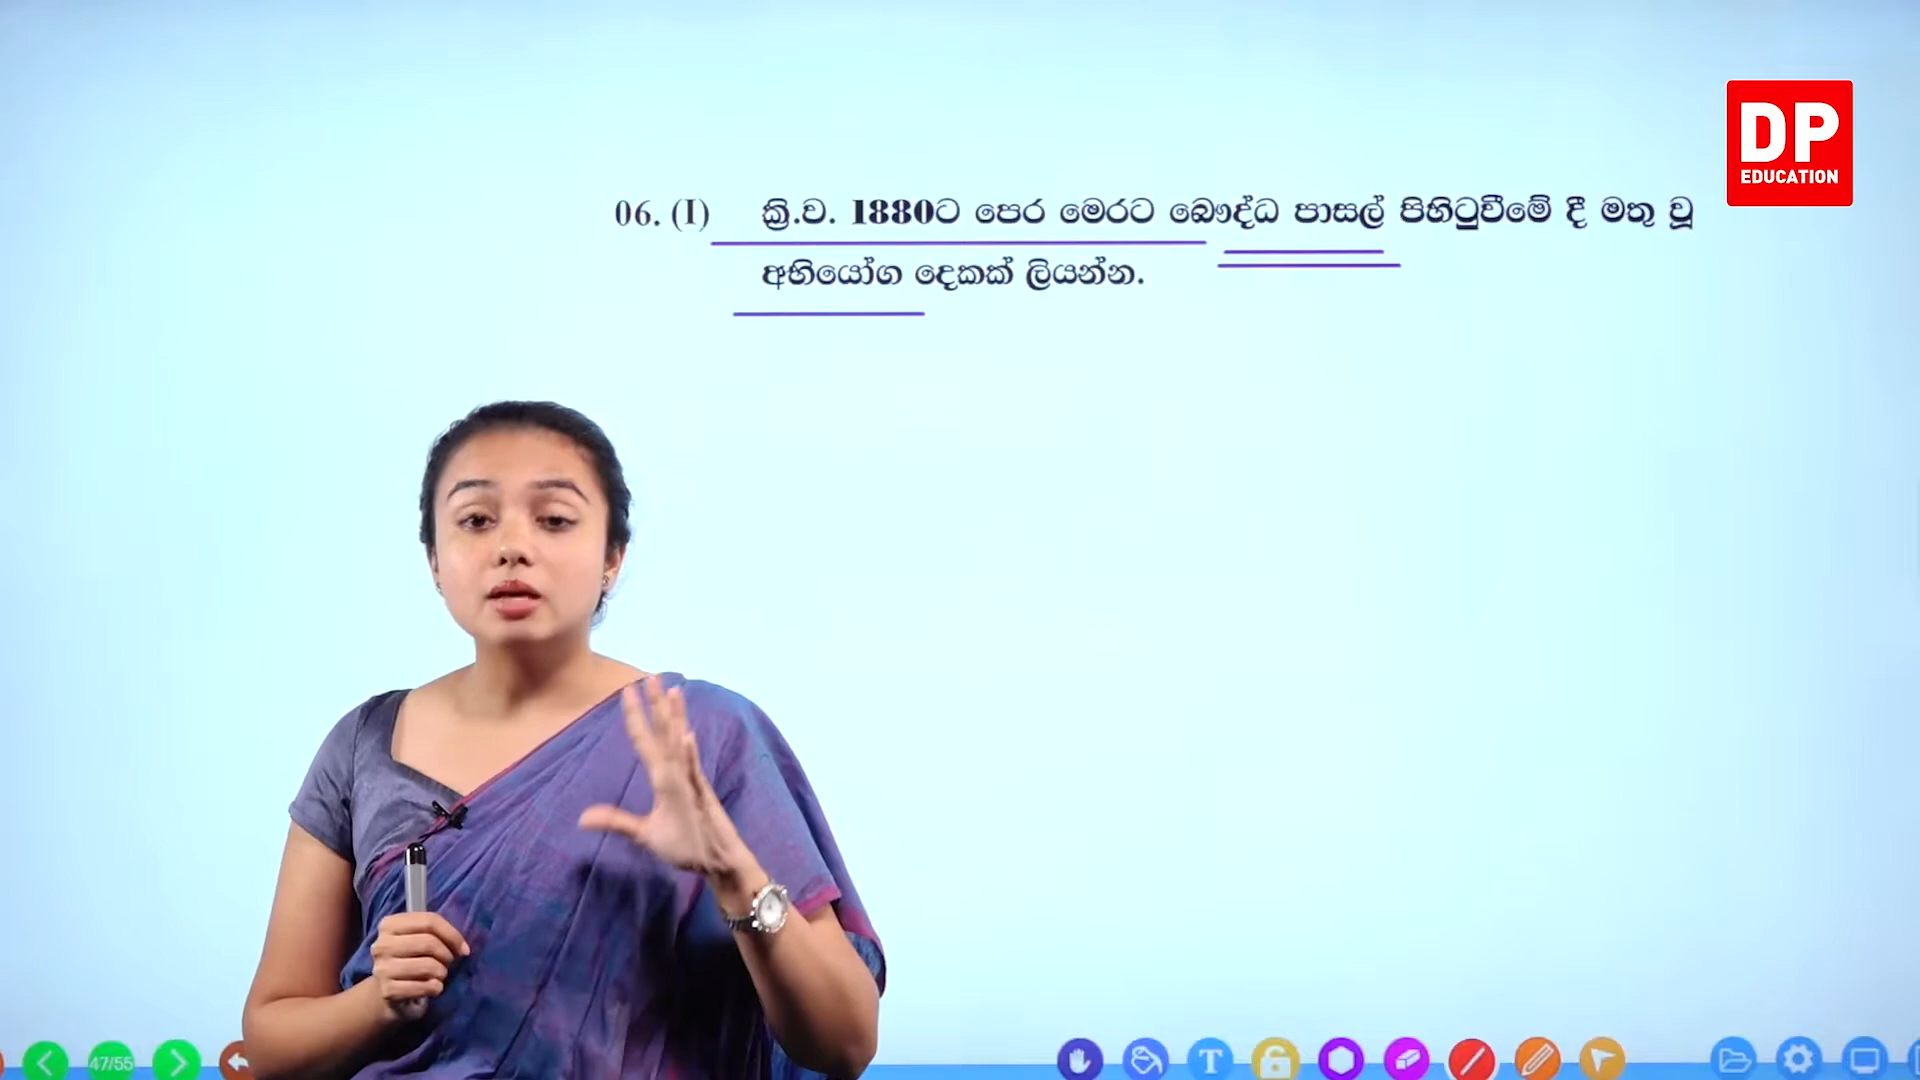 DP
EDUCATION
06. (I) ක්‍රි.ව. 1880ට පෙර මෙරට බෞද්ධ පාසල් පිහිටුවීමේ දී මතු වූ
අභියෝග දෙකක් ලියන්න.
47/55
T